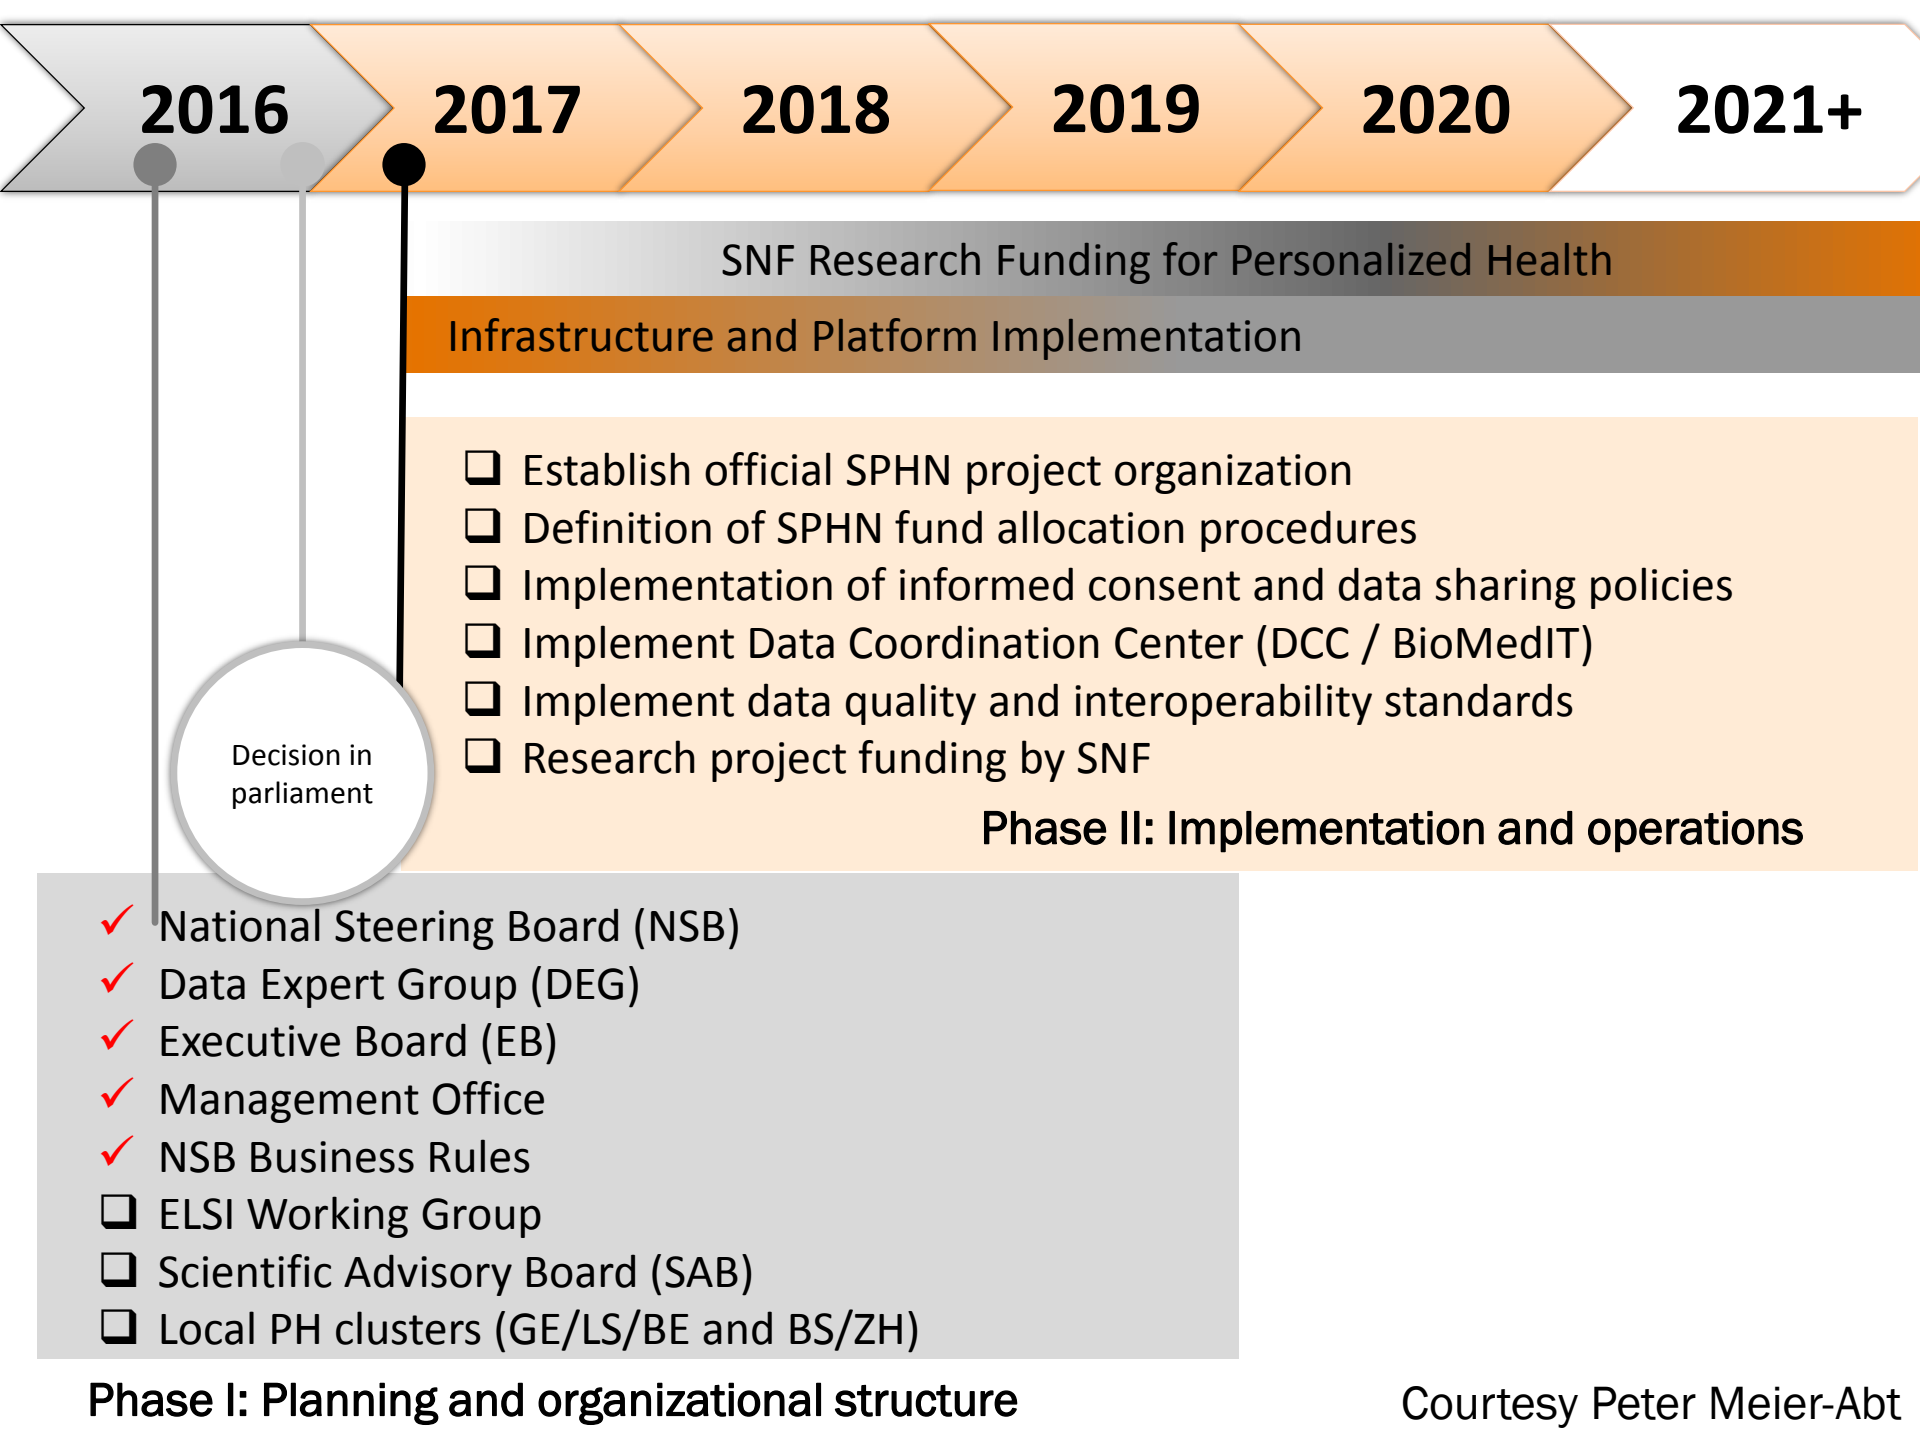 2016 2017 2018 2019 2020 2021+
SNF Research Funding for Personalized Health
Infrastructure and Platform Implementation
Establish official SPHN project organization
Definition of SPHN fund allocation procedures
Implementation of informed consent and data sharing policies
Implement Data Coordination Center (DCC / BioMedIT)
Implement data quality and interoperability standards
Research project funding by SNF
Phase II: Implementation and operations
Decision in
parliament
National Steering Board (NSB)
Data Expert Group (DEG)
Executive Board (EB)
Management Office
NSB Business Rules
ELSI Working Group
Scientific Advisory Board (SAB)
Local PH clusters (GE/LS/BE and BS/ZH)
Phase I: Planning and organizational structure
Courtesy Peter Meier-Abt